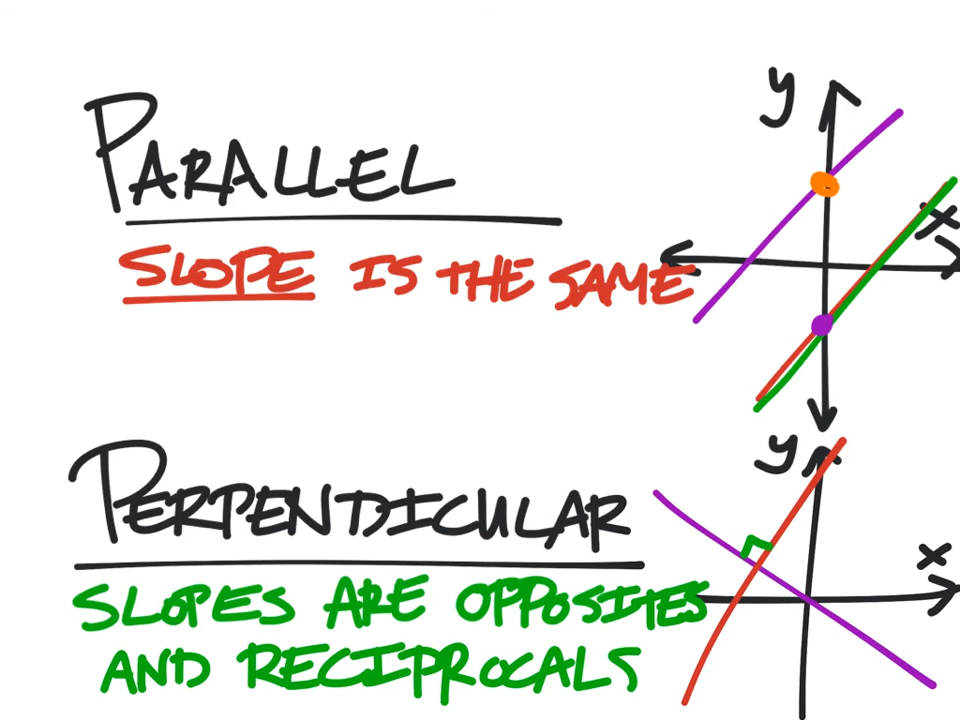 y
PARALLEL
x
SLOPE IS THE SAME
y
PERPENDICULAR
x
SLOPES ARE OPPOSITES
AND RECIPROCALS